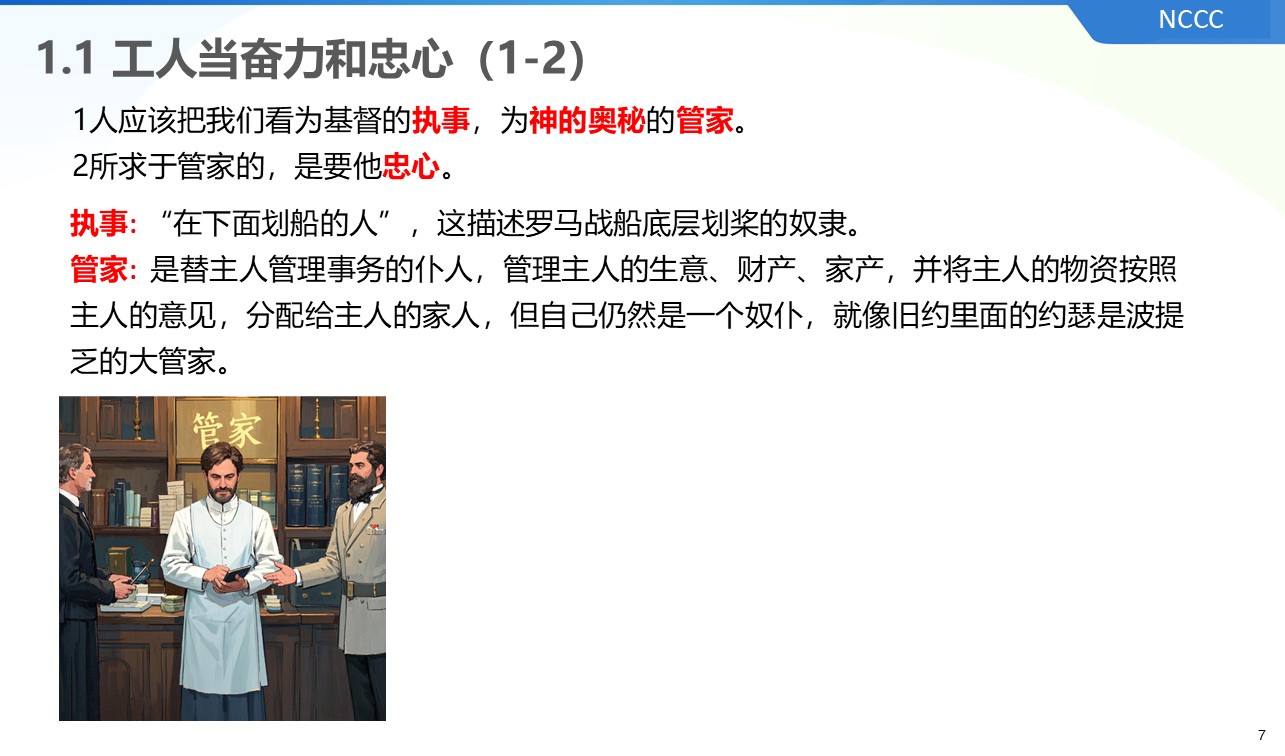 NCCC
1.1 工人当奋力和忠心（1-2）
1人应该把我们看为基督的执事，为神的奥秘的管家。
2所求于管家的，是要他忠心。
执事：“在下面划船的人”，这描述罗马战船底层划桨的奴隶。
管家：是替主人管理事务的仆人，管理主人的生意、财产、家产，并将主人的物资按照
主人的意见，分配给主人的家人，但自己仍然是一个奴仆，就像旧约里面的约瑟是波提
乏的大管家。
管家
7